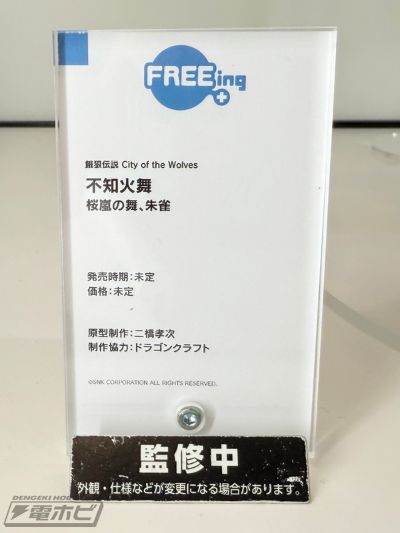 FREEing
餓狼伝説 City of the Wolves
不知火舞
桜嵐の舞、朱雀
発売時期:未定
価格:未定
原型制作:二橋孝次
制作協力:ドラゴンクラフト
©SNK CORPORATION ALL RIGHTS RESERVED.
監修中
外観・仕様などが変更になる場合があります。
DENGEKI HOBBY
電ホビ